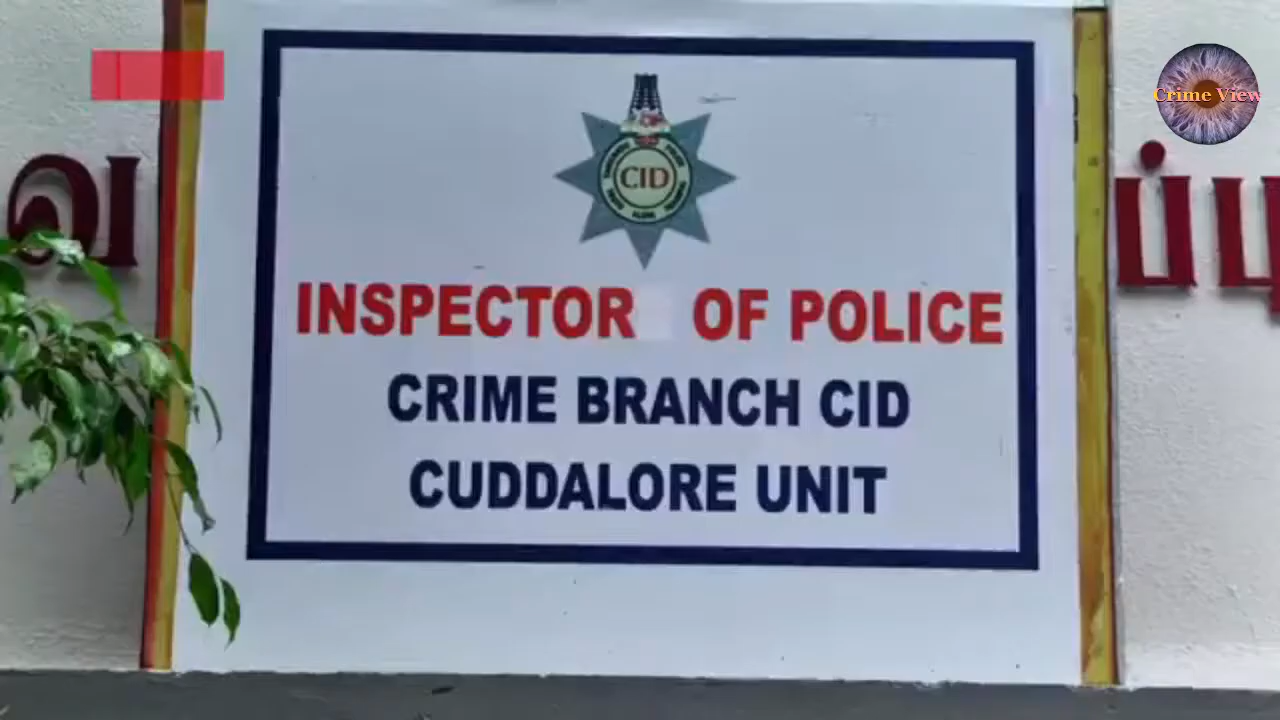 Crime View
வ
ப்பு
CID
INSPECTOR OF POLICE
CRIME BRANCH CID
CUDDALORE UNIT